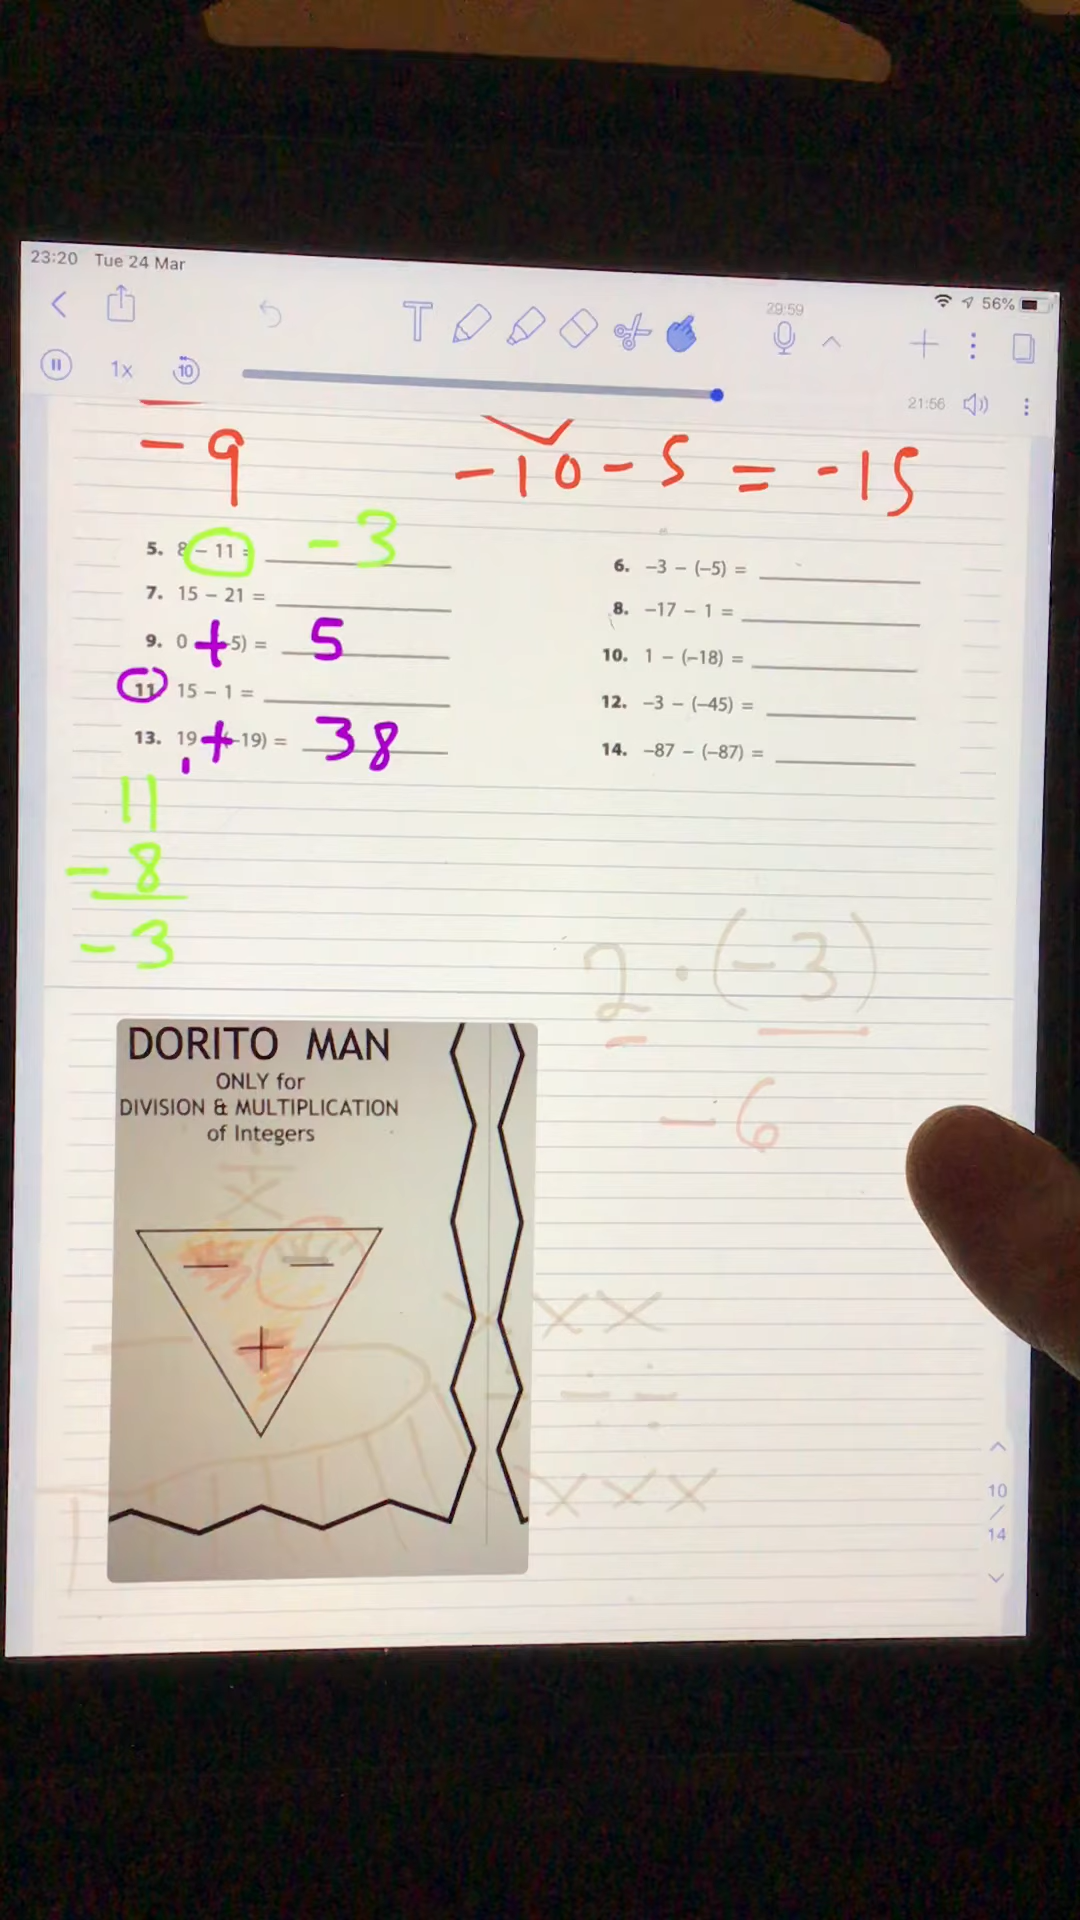 23:20 Tue 24 Mar
56%
29:59
T
1x
10
21:56
-9
-10-5 = -15
5. 8 - 11 = -3
6. -3 - (-5) =
7. 15 - 21 =
8. -17 - 1 =
9. 0 + 5) = 5
10. 1 - (-18) =
11 15 - 1 =
12. -3 - (-45) =
13. 19 + -19) = 38
14. -87 - (-87) =
11
- 8
- 3
2 · (-3)
-6
DORITO MAN
ONLY for
DIVISION & MULTIPLICATION
of Integers
÷
X
— —
+
X X X
÷ ÷ ÷
X X X
10
/
14